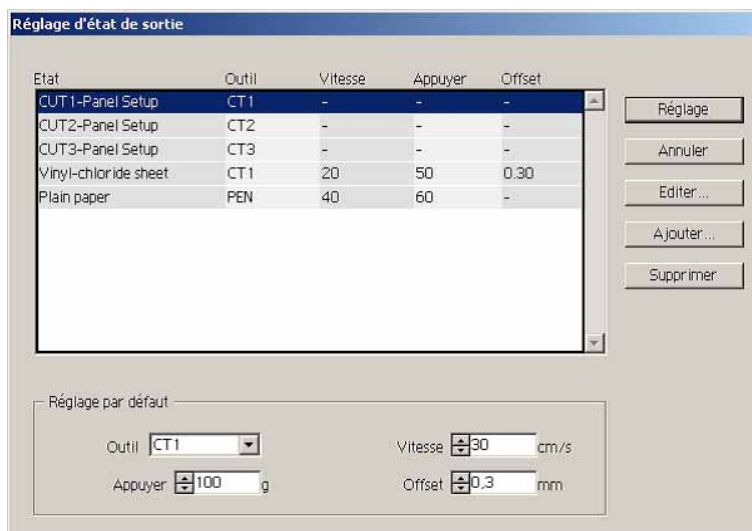 Réglage d'état de sortie
Etat Outil Vitesse Appuyer Offset
CUT1-Panel Setup CT1 - - -
CUT2-Panel Setup CT2 - - -
CUT3-Panel Setup CT3 - - -
Vinyl-chloride sheet CT1 20 50 0.30
Plain paper PEN 40 60 -
Réglage
Annuler
Editer...
Ajouter...
Supprimer
Réglage par défaut
Outil CT1 Vitesse 30 cm/s
Appuyer 100 g Offset 0,3 mm